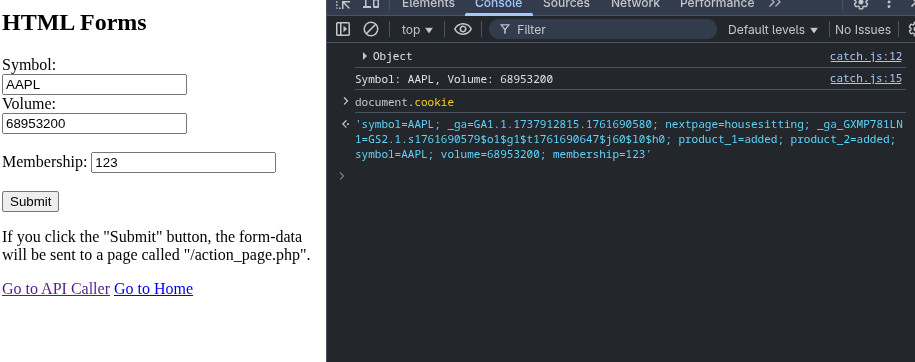 HTML Forms
Symbol:
AAPL
Volume:
68953200
Membership: 123
Submit
If you click the "Submit" button, the form-data
will be sent to a page called "/action_page.php".
Go to API Caller Go to Home
Elements Console Sources Network Performance
top Filter Default levels No Issues
Object catch.js:12
Symbol: AAPL, Volume: 68953200 catch.js:15
document.cookie
'symbol=AAPL; _ga=GA1.1.1737912815.1761690580; nextpage=housesitting; _ga_GXMP781LN
1=GS2.1.s1761690579$o1$g1$t1761690647$j60$l0$h0; product_1=added; product_2=added;
symbol=AAPL; volume=68953200; membership=123'